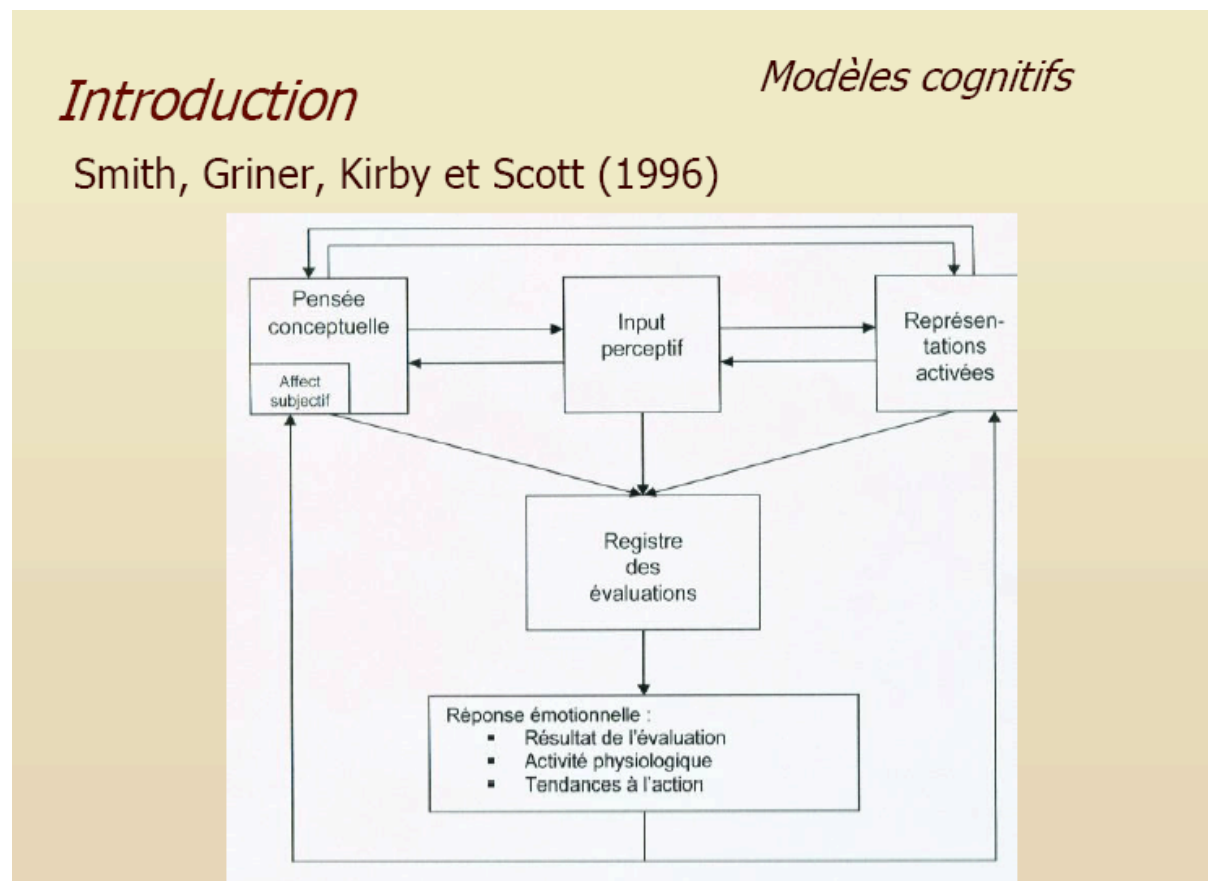 Introduction
Modèles cognitifs
Smith, Griner, Kirby et Scott (1996)
Pensée
conceptuelle
Affect
subjectif
Input
perceptif
Représen-
tations
activées
Registre
des
évaluations
Réponse émotionnelle :
▪ Résultat de l'évaluation
▪ Activité physiologique
▪ Tendances à l'action